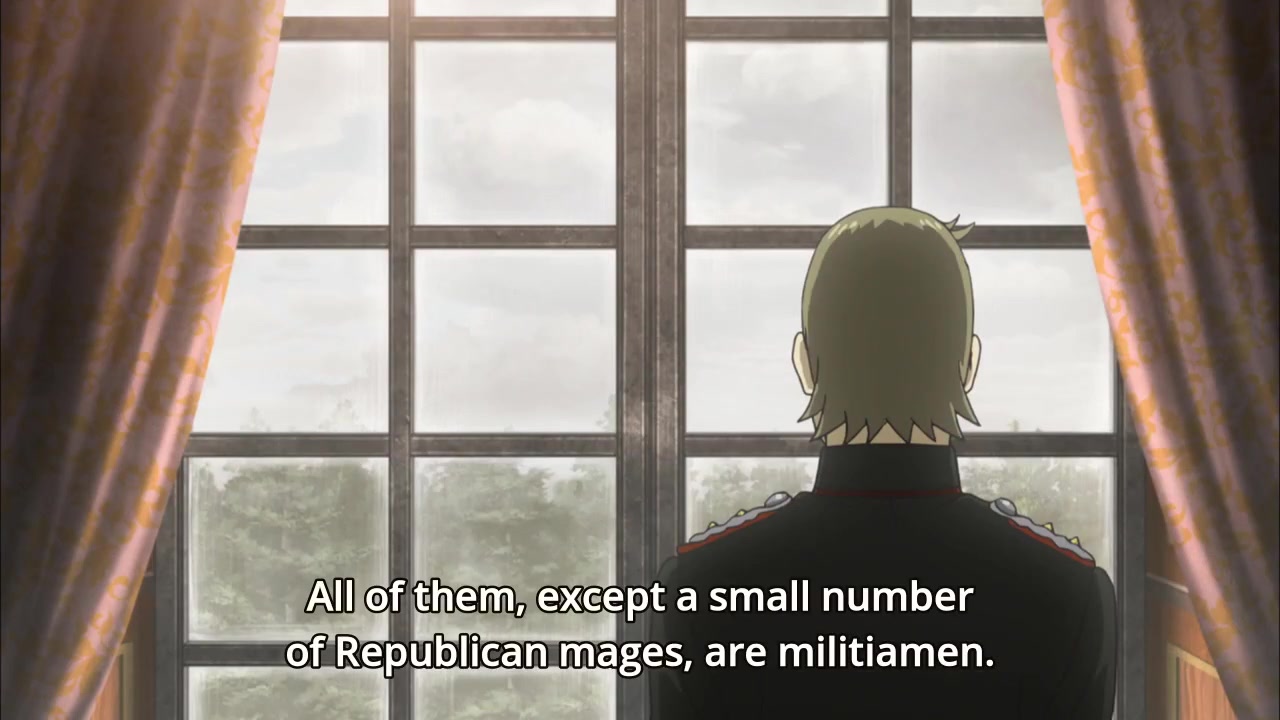 All of them, except a small number
of Republican mages, are militiamen.